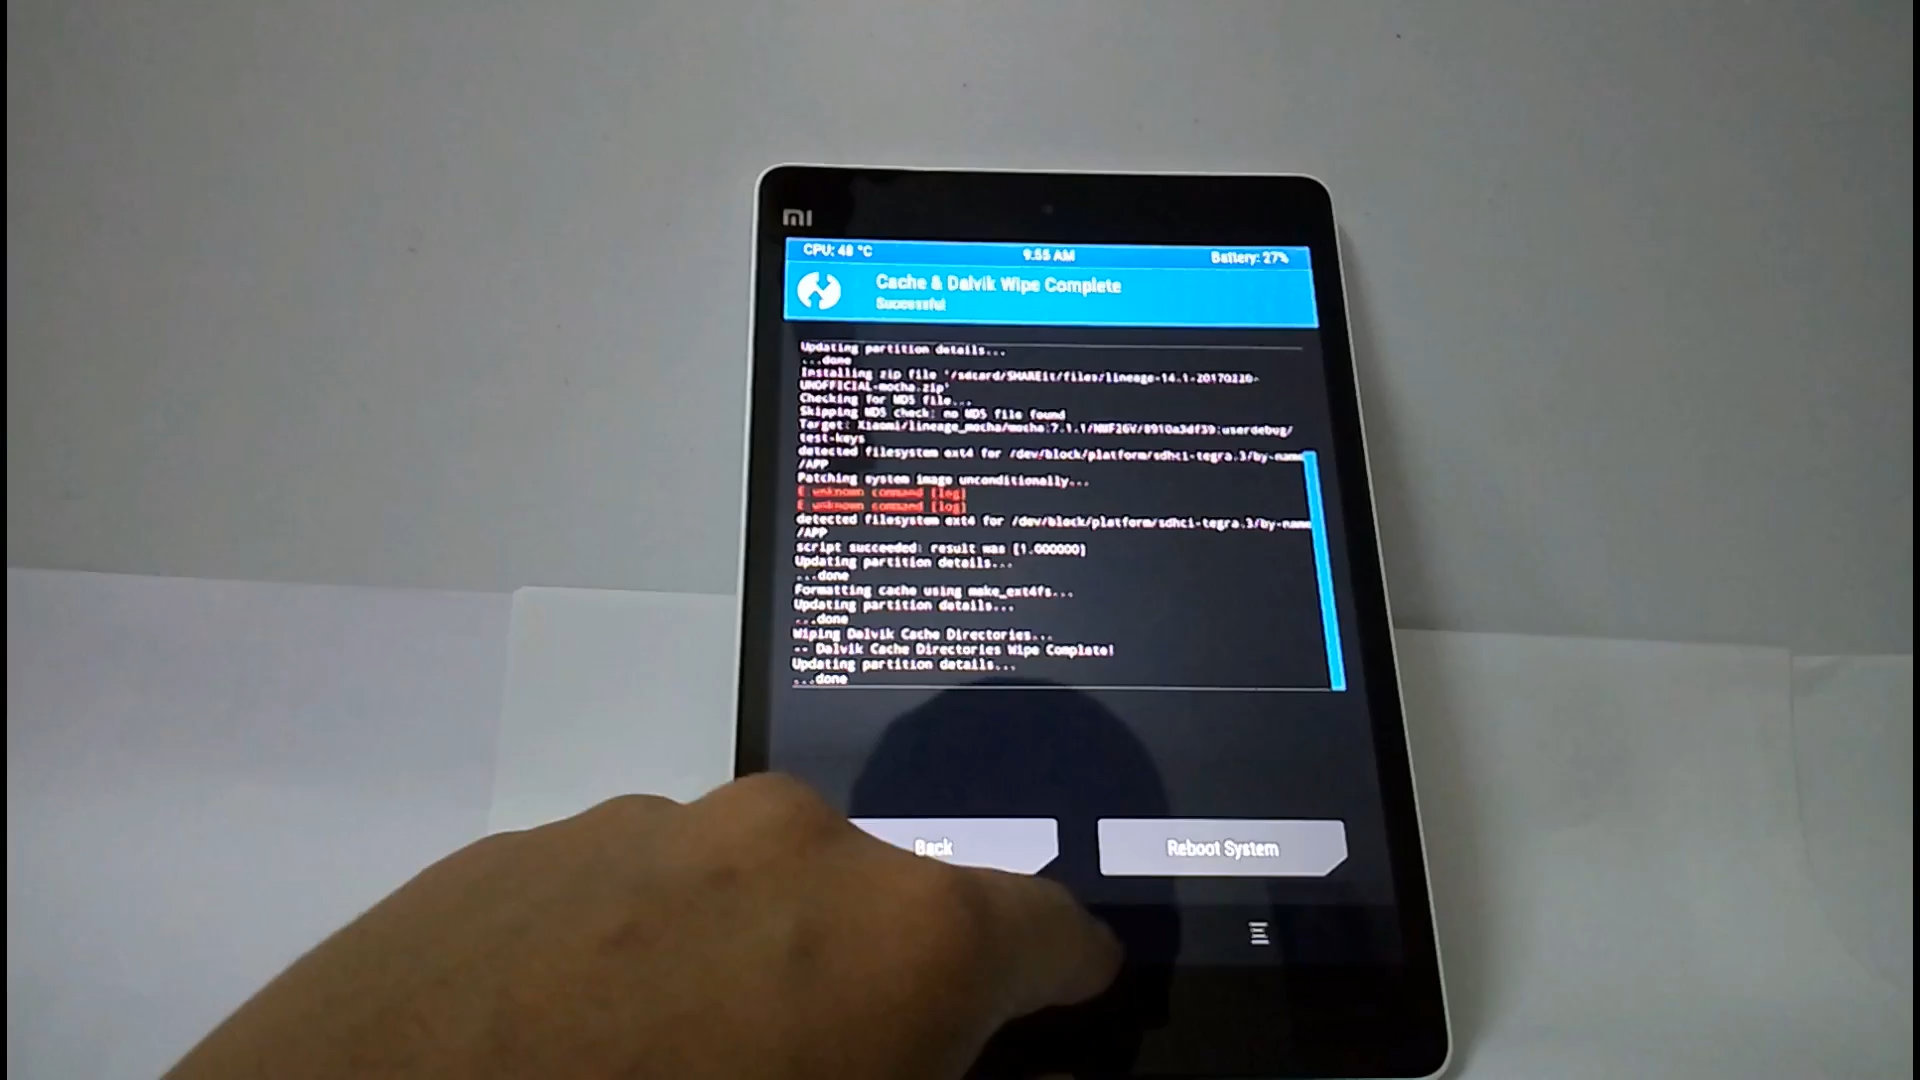 mi
CPU: 48 °C 9:55 AM Battery: 27%
Cache & Dalvik Wipe Complete
Successful
Updating partition details...
...done
Installing zip file '/sdcard/SHAREit/files/lineage-14.1-20170220-
UNOFFICIAL-mocha.zip'
Checking for MD5 file...
Skipping MD5 check: no MD5 file found
Target: Xiaomi/lineage_mocha/mocha:7.1.1/NMF26V/8910a3df39:userdebug/
test-keys
detected filesystem ext4 for /dev/block/platform/sdhci-tegra.3/by-name
/APP
Patching system image unconditionally...
E unknown command [log]
E unknown command [log]
detected filesystem ext4 for /dev/block/platform/sdhci-tegra.3/by-name
/APP
script succeeded: result was [1.000000]
Updating partition details...
...done
Formatting cache using make_ext4fs...
Updating partition details...
...done
Wiping Dalvik Cache Directories...
-- Dalvik Cache Directories Wipe Complete!
Updating partition details...
...done
Back Reboot System